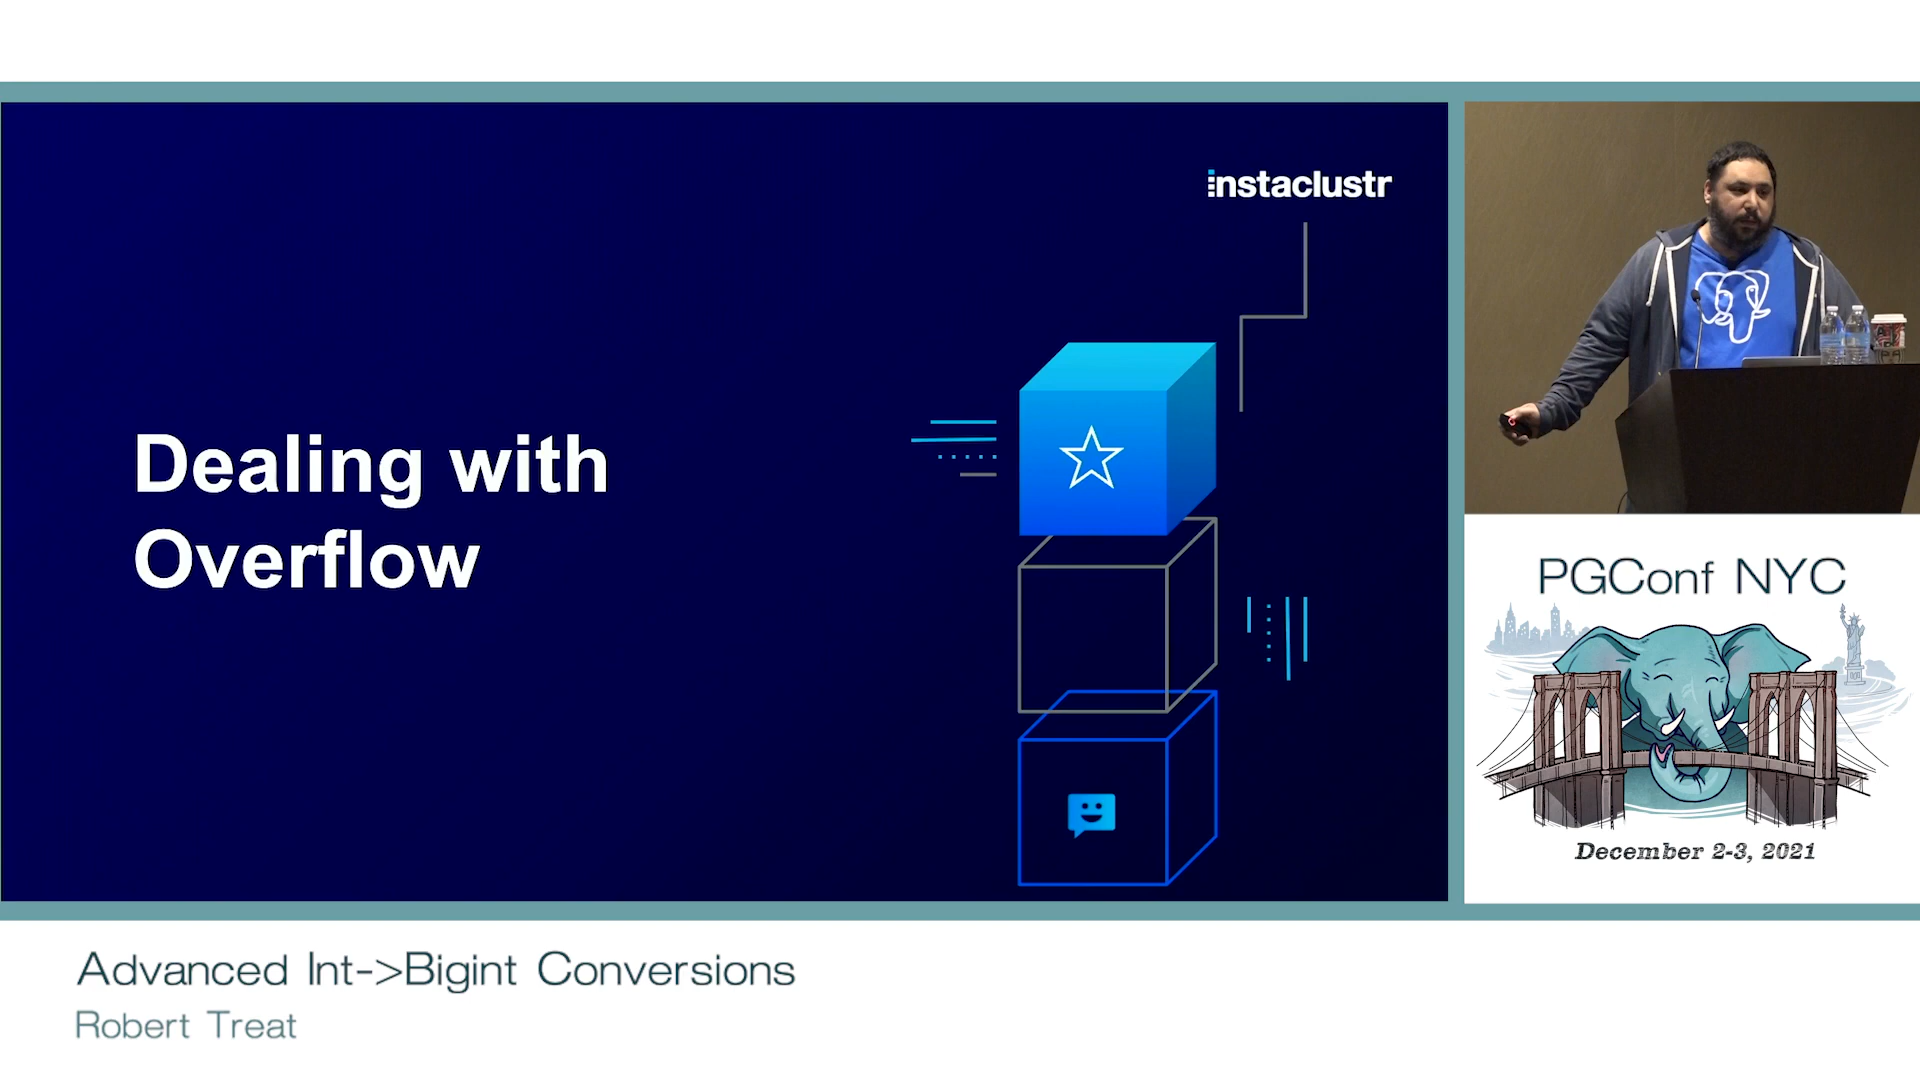 instaclustr
Dealing with
Overflow
PGConf NYC
December 2-3, 2021
Advanced Int->Bigint Conversions
Robert Treat